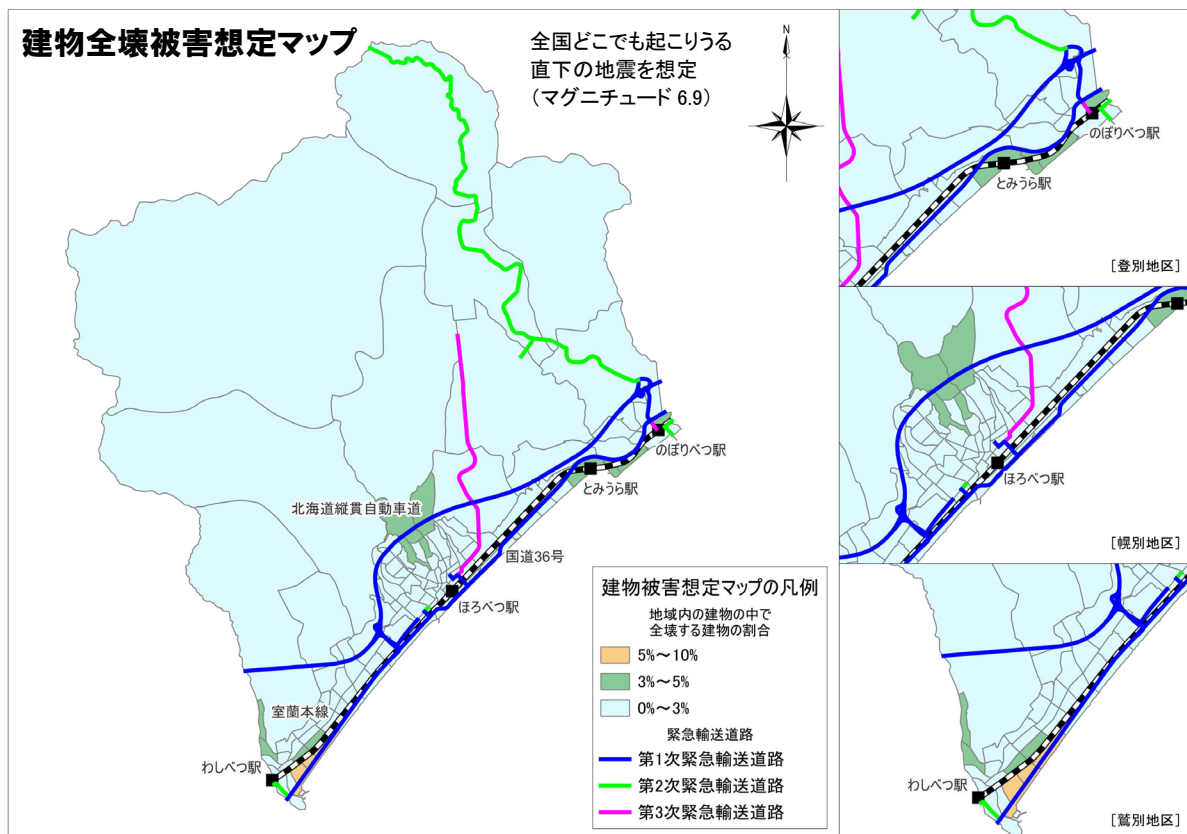 建物全壊被害想定マップ
全国どこでも起こりうる
直下の地震を想定
（マグニチュード 6.9）
N
のぼりべつ駅
とみうら駅
北海道縦貫自動車道
国道36号
ほろべつ駅
室蘭本線
わしべつ駅
建物被害想定マップの凡例
地域内の建物の中で
全壊する建物の割合
5%～10%
3%～5%
0%～3%
緊急輸送道路
第1次緊急輸送道路
第2次緊急輸送道路
第3次緊急輸送道路
のぼりべつ駅
とみうら駅
［登別地区］
ほろべつ駅
［幌別地区］
わしべつ駅
［鷲別地区］